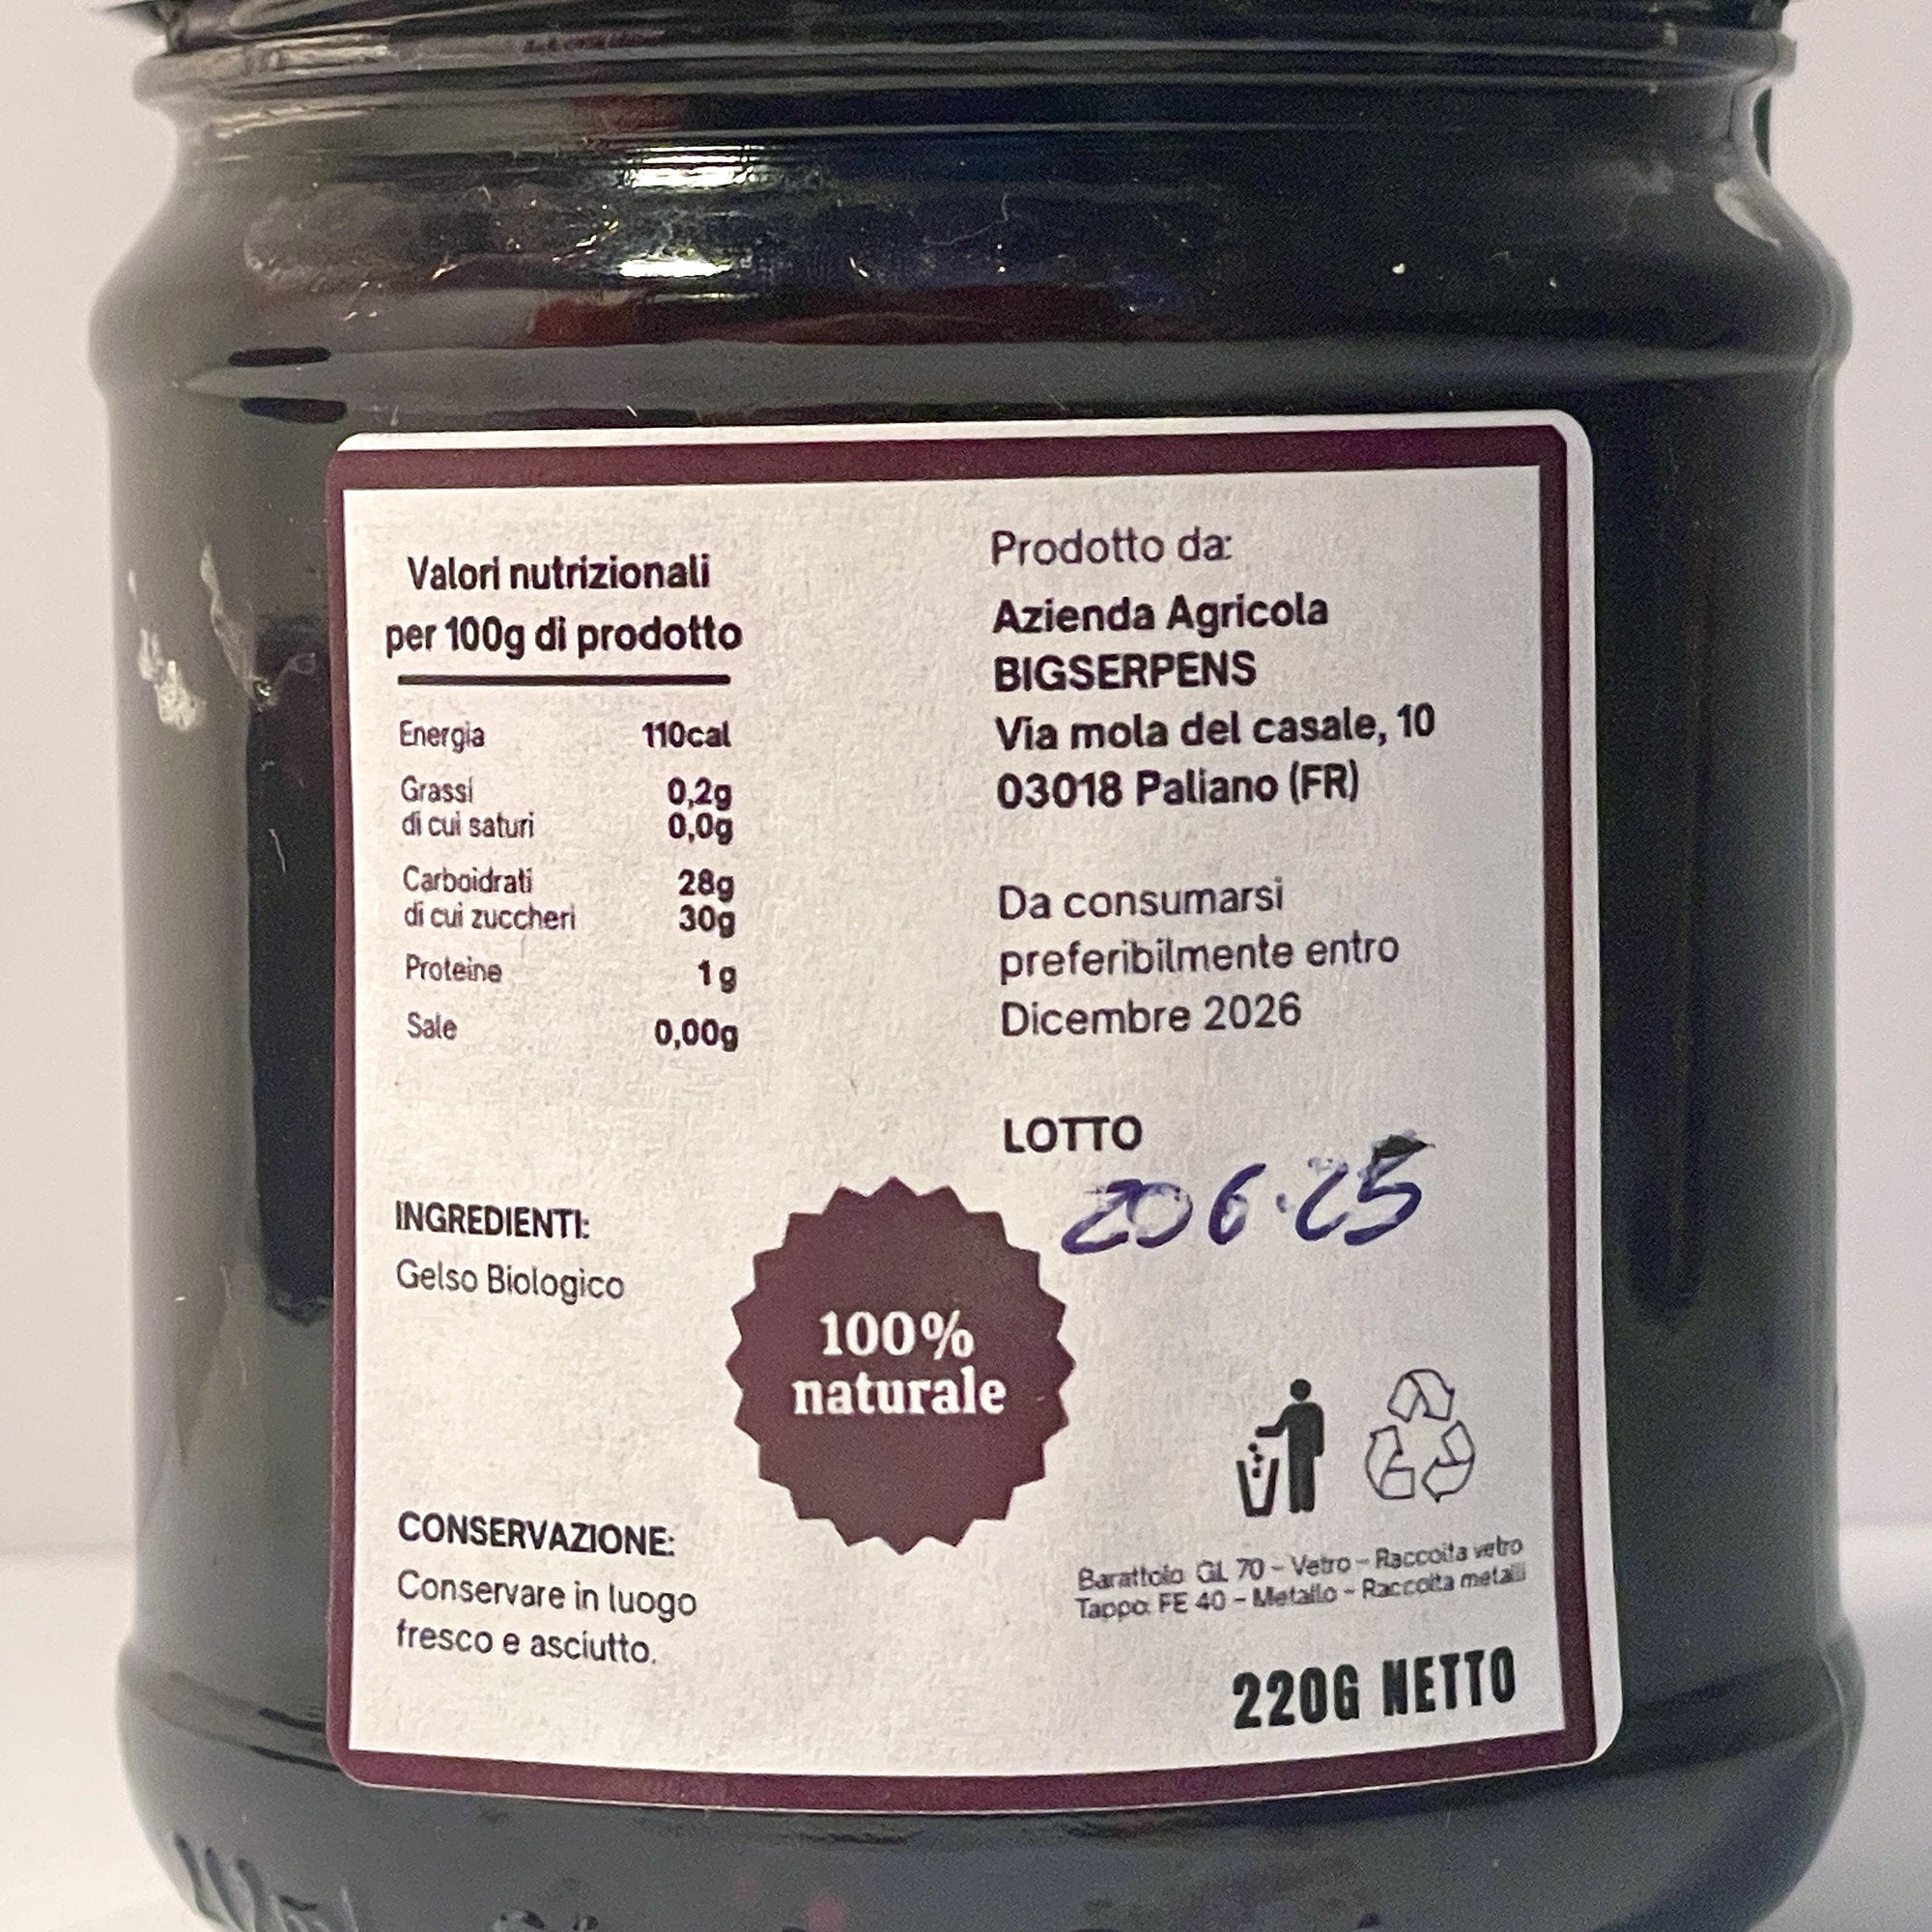 Valori nutrizionali
per 100g di prodotto
Energia 110cal
Grassi 0,2g
di cui saturi 0,0g
Carboidrati 28g
di cui zuccheri 30g
Proteine 1g
Sale 0,00g
INGREDIENTI:
Gelso Biologico
CONSERVAZIONE:
Conservare in luogo
fresco e asciutto.
100%
naturale
Prodotto da:
Azienda Agricola
BIGSERPENS
Via mola del casale, 10
03018 Paliano (FR)
Da consumarsi
preferibilmente entro
Dicembre 2026
LOTTO
20 6.25
Barattolo: GL 70 - Vetro - Raccolta vetro
Tappo: FE 40 - Metallo - Raccolta metalli
220G NETTO